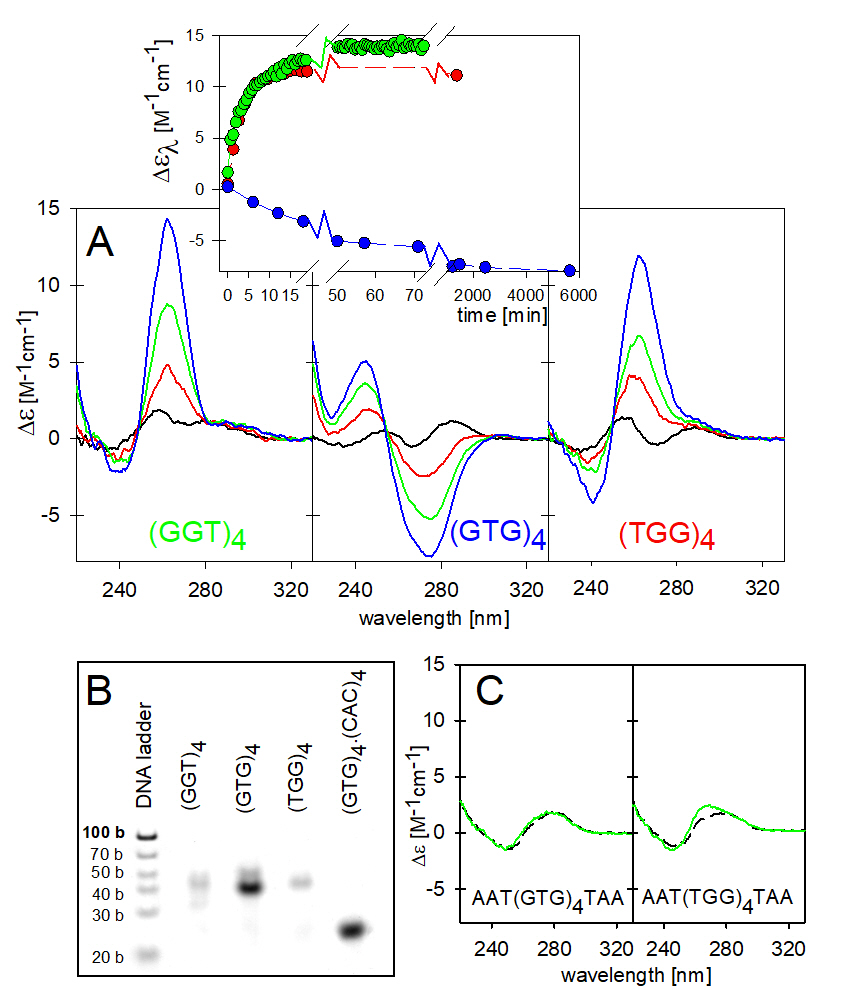 Δελ [M-1cm-1]
15
10
5
0
-5
0 5 10 15 50 60 70 2000 4000 6000
time [min]
A
Δε [M-1cm-1]
15
10
5
0
-5
(GGT)4
(GTG)4
(TGG)4
240 280 320 240 280 320 240 280 320
wavelength [nm]
B
DNA ladder
(GGT)4
(GTG)4
(TGG)4
(GTG)4.(CAC)4
100 b
70 b
50 b
40 b
30 b
20 b
C
Δε [M-1cm-1]
15
10
5
0
-5
AAT(GTG)4TAA
AAT(TGG)4TAA
240 280 320 240 280 320
wavelength [nm]